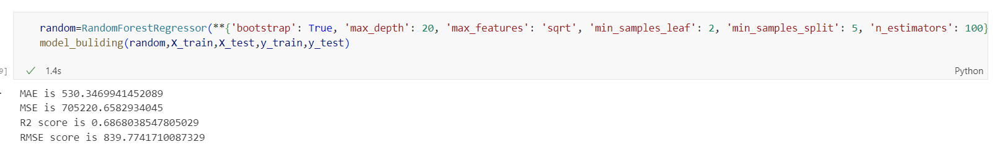 random=RandomForestRegressor(**{'bootstrap': True, 'max_depth': 20, 'max_features': 'sqrt', 'min_samples_leaf': 2, 'min_samples_split': 5, 'n_estimators': 100}
model_buliding(random,X_train,X_test,y_train,y_test)
9]
1.4s
Python
MAE is 530.3469941452089
MSE is 705220.6582934045
R2 score is 0.6868038547805029
RMSE score is 839.7741710087329